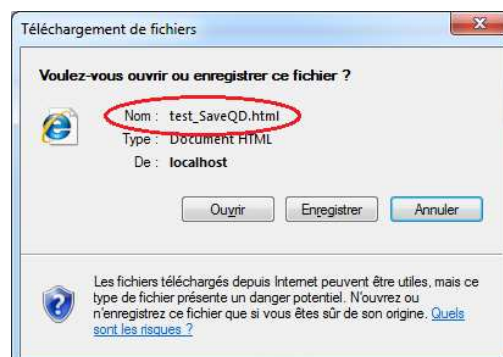 Téléchargement de fichiers
Voulez-vous ouvrir ou enregistrer ce fichier ?
Nom : test_SaveQD.html
Type : Document HTML
De : localhost
Ouvrir Enregistrer Annuler
Les fichiers téléchargés depuis Internet peuvent être utiles, mais ce
type de fichier présente un danger potentiel. N'ouvrez ou
n'enregistrez ce fichier que si vous êtes sûr de son origine. Quels
sont les risques ?